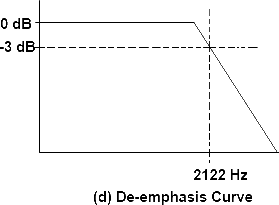 0 dB
-3 dB
2122 Hz
(d) De-emphasis Curve